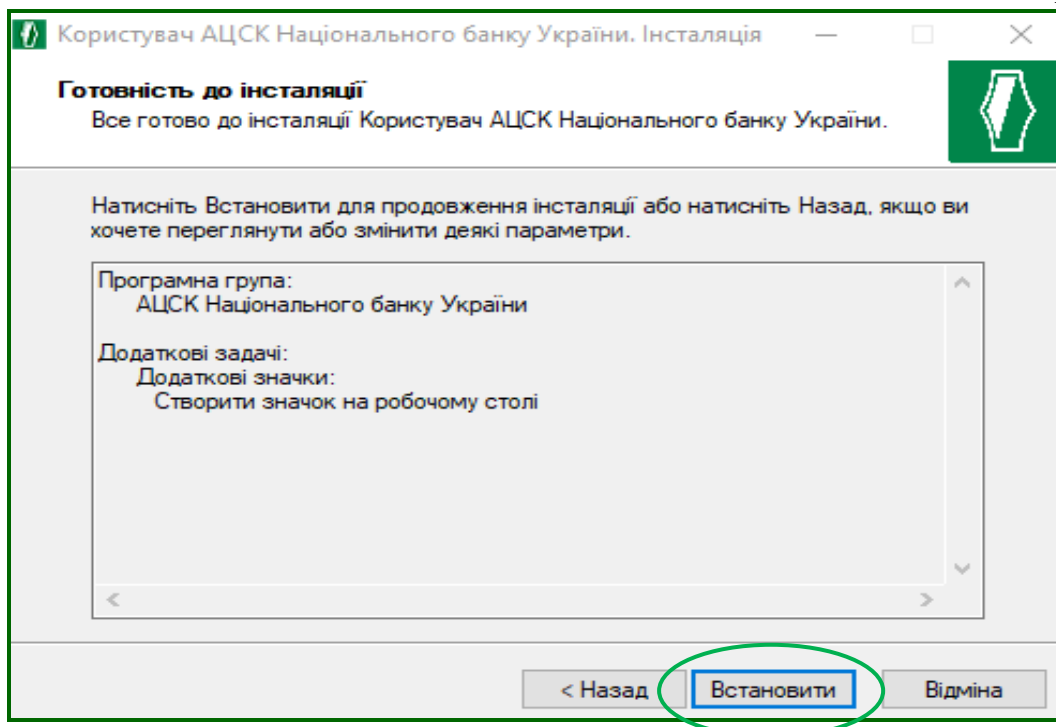 Користувач АЦСК Національного банку України. Інсталяція
Готовність до інсталяції
Все готово до інсталяції Користувач АЦСК Національного банку України.
Натисніть Встановити для продовження інсталяції або натисніть Назад, якщо ви
хочете переглянути або змінити деякі параметри.
Програмна група:
АЦСК Національного банку України
Додаткові задачі:
Додаткові значки:
Створити значок на робочому столі
< Назад
Встановити
Відміна